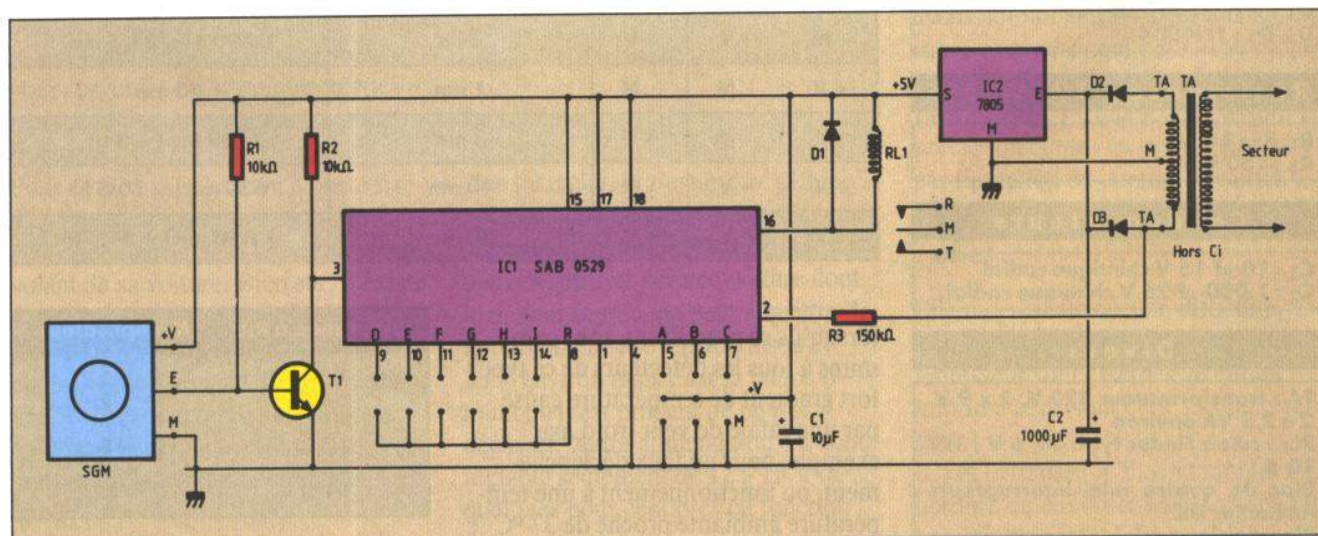 IC2
7805
S
E
M
+5V
D2
TA
TA
M
D3
TA
Secteur
Hors Ci
R1
10kΩ
R2
10kΩ
15
17
18
D1
RL1
16
R
M
T
3
IC1 SAB 0529
2
R3 150kΩ
D
E
F
G
H
I
R
A
B
C
9
10
11
12
13
14
8
1
4
5
6
7
+V
E
M
SGM
T1
+V
M
+
C1
10μF
C2
1000μF
+